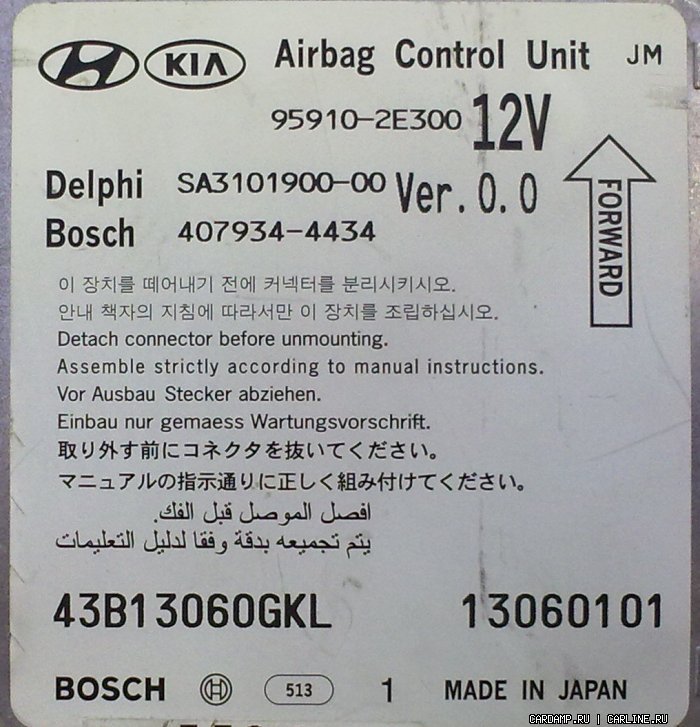 KIA Airbag Control Unit JM
95910-2E300 12V
Delphi SA3101900-00 Ver.0.0
Bosch 407934-4434
FORWARD
이 장치를 떼어내기 전에 커넥터를 분리시키시오.
안내 책자의 지침에 따라서만 이 장치를 조립하십시오.
Detach connector before unmounting.
Assemble strictly according to manual instructions.
Vor Ausbau Stecker abziehen.
Einbau nur gemaess Wartungsvorschrift.
取り外す前にコネクタを抜いてください。
マニュアルの指示通りに正しく組み付けてください。
افصل الموصل قبل الفك.
يتم تجميعه بدقة وفقا لدليل التعليمات
43B13060GKL 13060101
BOSCH 513 1 MADE IN JAPAN
CARDAMP.RU | CARLINE.RU